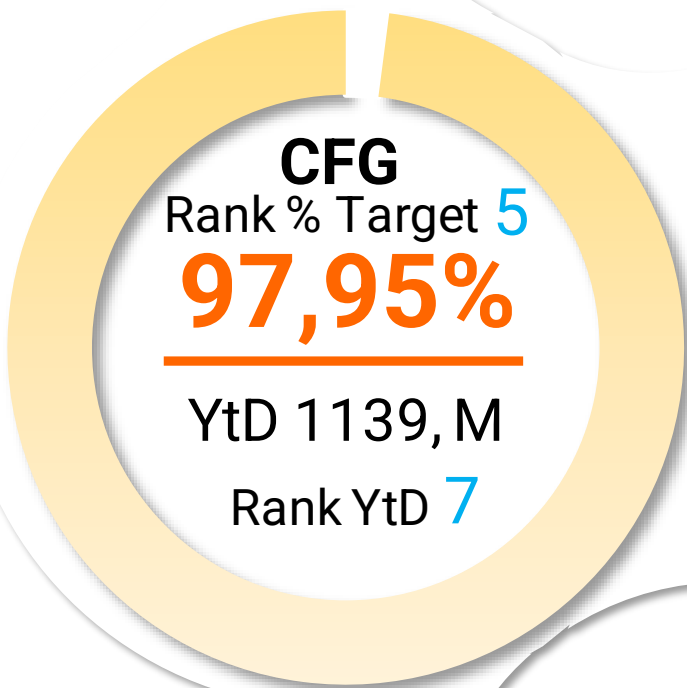 CFG
Rank % Target 5
97,95%
YtD 1139, M
Rank YtD 7